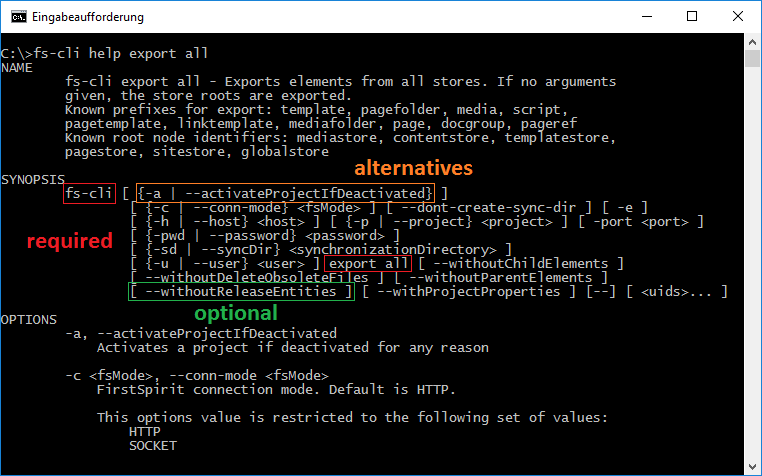 Eingabeaufforderung
C:\>fs-cli help export all
NAME
fs-cli export all - Exports elements from all stores. If no arguments
given, the store roots are exported.
Known prefixes for export: template, pagefolder, media, script,
pagetemplate, linktemplate, mediafolder, page, docgroup, pageref
Known root node identifiers: mediastore, contentstore, templatestore,
pagestore, sitestore, globalstore
alternatives
SYNOPSIS
fs-cli [ {-a | --activateProjectIfDeactivated} ]
[ {-c | --conn-mode} <fsMode> ] [ --dont-create-sync-dir ] [ -e ]
[ {-h | --host} <host> ] [ {-p | --project} <project> ] [ -port <port> ]
required
[ {-pwd | --password} <password> ]
[ {-sd | --syncDir} <synchronizationDirectory> ]
[ {-u | --user} <user> ] export all [ --withoutChildElements ]
[ --withoutDeleteObsoleteFiles ] [ --withoutParentElements ]
[ --withoutReleaseEntities ] [ --withProjectProperties ] [--] [ <uids>... ]
optional
OPTIONS
-a, --activateProjectIfDeactivated
Activates a project if deactivated for any reason
-c <fsMode>, --conn-mode <fsMode>
FirstSpirit connection mode. Default is HTTP.
This options value is restricted to the following set of values:
HTTP
SOCKET